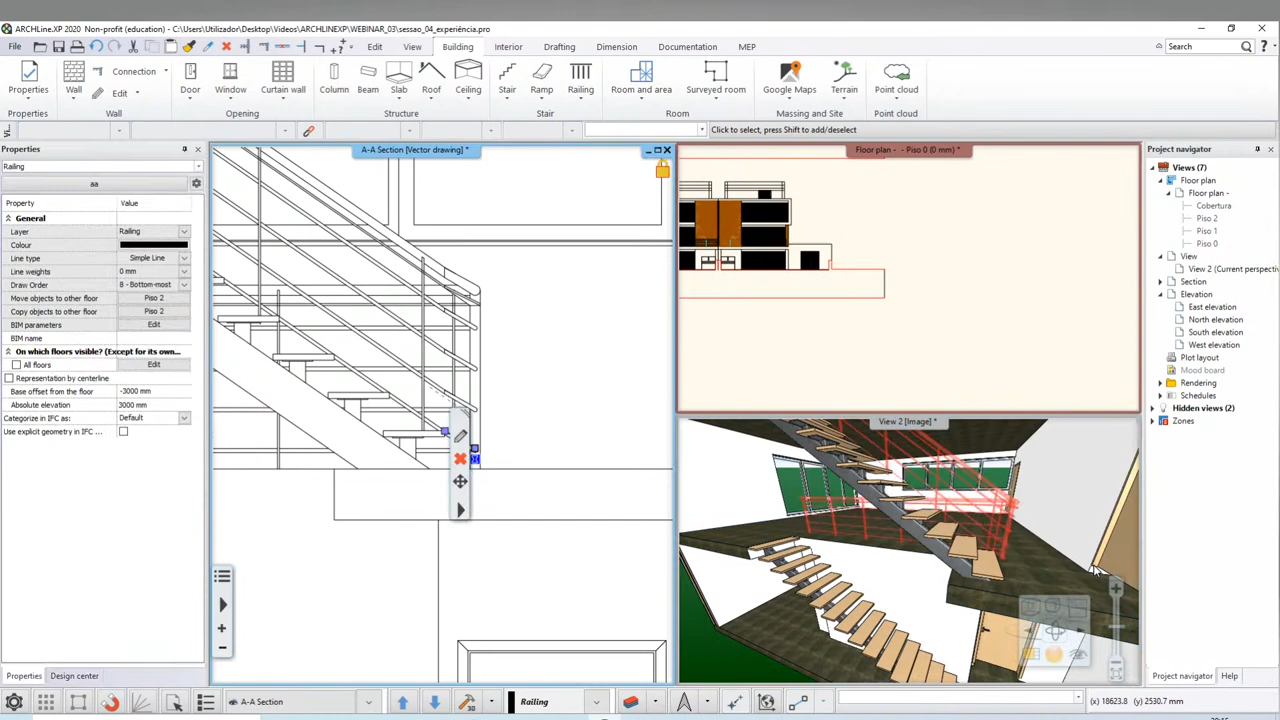 ARCHLine.XP 2020 Non-profit (education) - C:\Users\Utilizador\Desktop\Videos\ARCHLINEXP\WEBINAR_03\sessao_04_experiência.pro
File Edit View Building Interior Drafting Dimension Documentation MEP Search
Properties Wall Connection Edit Door Window Curtain wall Column Beam Slab Roof Ceiling Stair Ramp Railing Room and area Surveyed room Google Maps Terrain Point cloud
Properties Wall Opening Structure Stair Room Massing and Site Point cloud
Click to select, press Shift to add/deselect
Properties
Railing
aa
Property Value
General
Layer Railing
Colour
Line type Simple Line
Line weights 0 mm
Draw Order 8 - Bottom-most
Move objects to other floor Piso 2
Copy objects to other floor Piso 2
BIM parameters Edit
BIM name
On which floors visible? (Except for its own...
All floors Edit
Representation by centerline
Base offset from the floor -3000 mm
Absolute elevation 3000 mm
Categorize in IFC as: Default
Use explicit geometry in IFC ...
Properties Design center
A-A Section [Vector drawing] *
Floor plan - - Piso 0 (0 mm) *
View 2 [Image] *
Project navigator
Views (7)
Floor plan
Floor plan -
Cobertura
Piso 2
Piso 1
Piso 0
View
View 2 (Current perspectiv
Section
Elevation
East elevation
North elevation
South elevation
West elevation
Plot layout
Mood board
Rendering
Schedules
Hidden views (2)
Zones
Project navigator Help
A-A Section
Railing
(x) 18623.8 (y) 2530.7 mm